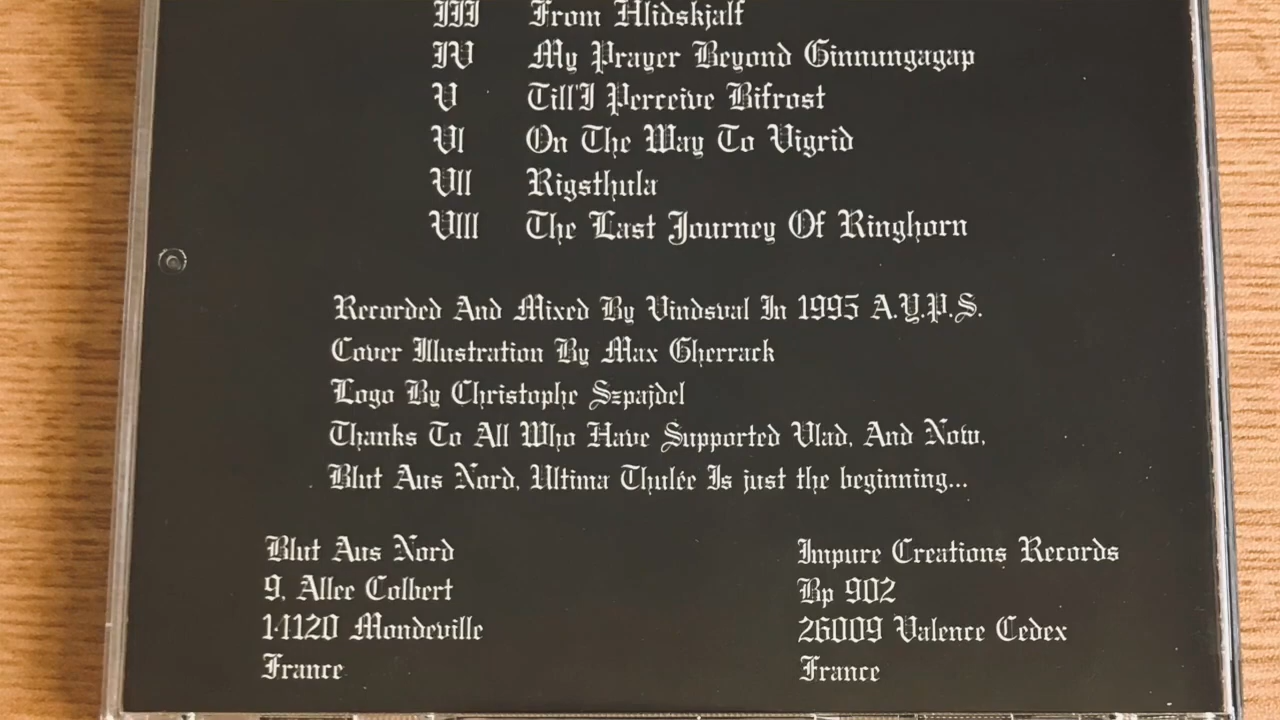 III From Hlidskjalf
IV My Prayer Beyond Ginnungagap
V Till'I Perceive Bifrost
VI On The Way To Vigrid
VII Rigsthula
VIII The Last Journey Of Ringhorn
Recorded And Mixed By Vindsval In 1995 A.Y.P.S.
Cover Illustration By Max Gherrack
Logo By Christophe Szpajdel
Thanks To All Who Have Supported Vlad, And Now,
Blut Aus Nord, Ultima Thulée Is just the beginning...
Blut Aus Nord
9, Allee Colbert
14120 Mondeville
France
Impure Creations Records
Bp 902
26009 Valence Cedex
France